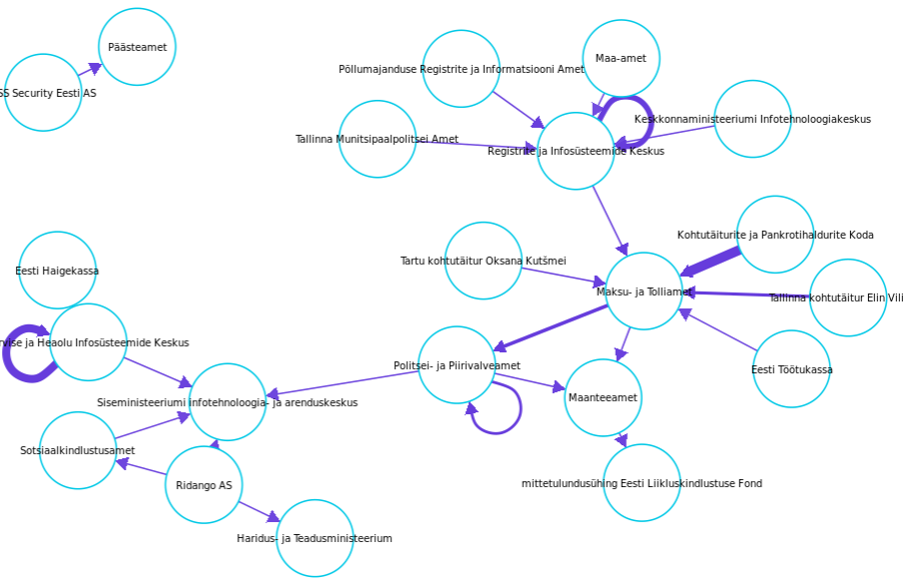 Päästeamet
SS Security Eesti AS
Maa-amet
Põllumajanduse Registrite ja Informatsiooni Amet
Keskkonnaministeeriumi Infotehnoloogiakeskus
Tallinna Munitsipaalpolitsei Amet
Registrite ja Infosüsteemide Keskus
Kohtutäiturite ja Pankrotihaldurite Koda
Tartu kohtutäitur Oksana Kutšmei
Eesti Haigekassa
Maksu- ja Tolliamet
Tallinna kohtutäitur Elin Vili
rvise ja Heaolu Infosüsteemide Keskus
Politsei- ja Piirivalveamet
Eesti Töötukassa
Maanteeamet
Siseministeeriumi infotehnoloogia- ja arenduskeskus
Sotsiaalkindlustusamet
Ridango AS
mittetulundusühing Eesti Liikluskindlustuse Fond
Haridus- ja Teadusministeerium